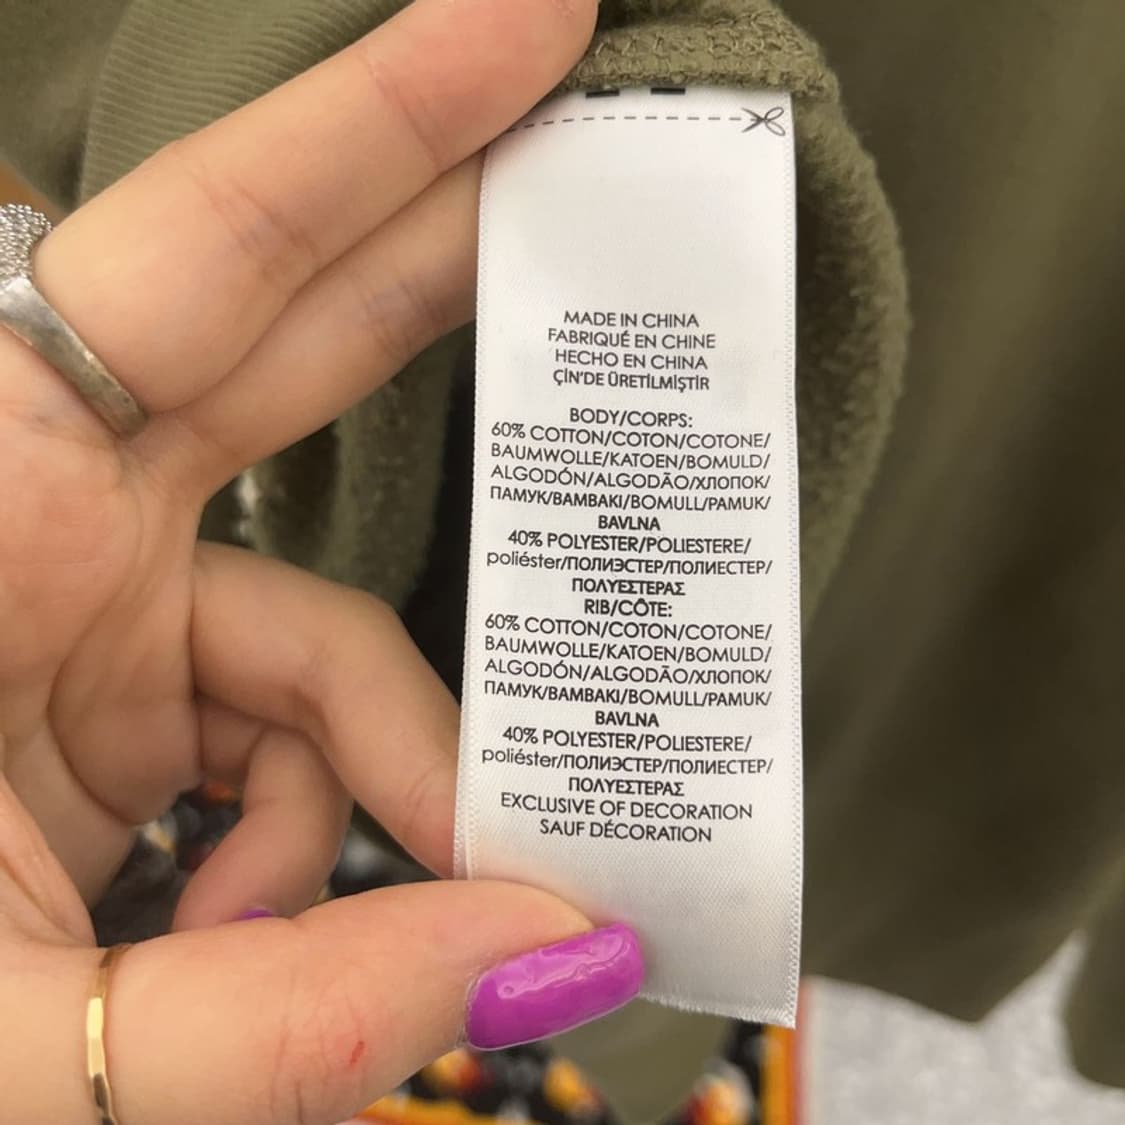 MADE IN CHINA
FABRIQUÉ EN CHINE
HECHO EN CHINA
ÇİN'DE ÜRETİLMİŞTİR
BODY/CORPS:
60% COTTON/COTON/COTONE/
BAUMWOLLE/KATOEN/BOMULD/
ALGODÓN/ALGODÃO/ХЛОПОК/
ПАМУК/ΒΑΜΒΑΚΙ/BOMULL/PAMUK/
BAVLNA
40% POLYESTER/POLIESTERE/
poliéster/ПОЛИЭСТЕР/ПОЛИЕСТЕР/
ΠΟΛΥΕΣΤΕΡΑΣ
RIB/CÔTE:
60% COTTON/COTON/COTONE/
BAUMWOLLE/KATOEN/BOMULD/
ALGODÓN/ALGODÃO/ХЛОПОК/
ПАМУК/ΒΑΜΒΑΚΙ/BOMULL/PAMUK/
BAVLNA
40% POLYESTER/POLIESTERE/
poliéster/ПОЛИЭСТЕР/ПОЛИЕСТЕР/
ΠΟΛΥΕΣΤΕΡΑΣ
EXCLUSIVE OF DECORATION
SAUF DÉCORATION